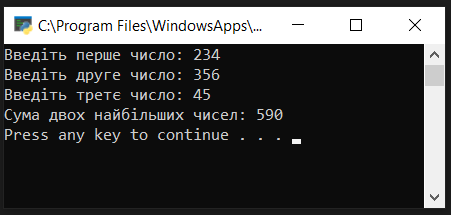 C:\Program Files\WindowsApps\...
Введіть перше число: 234
Введіть друге число: 356
Введіть третє число: 45
Сума двох найбільших чисел: 590
Press any key to continue . . .